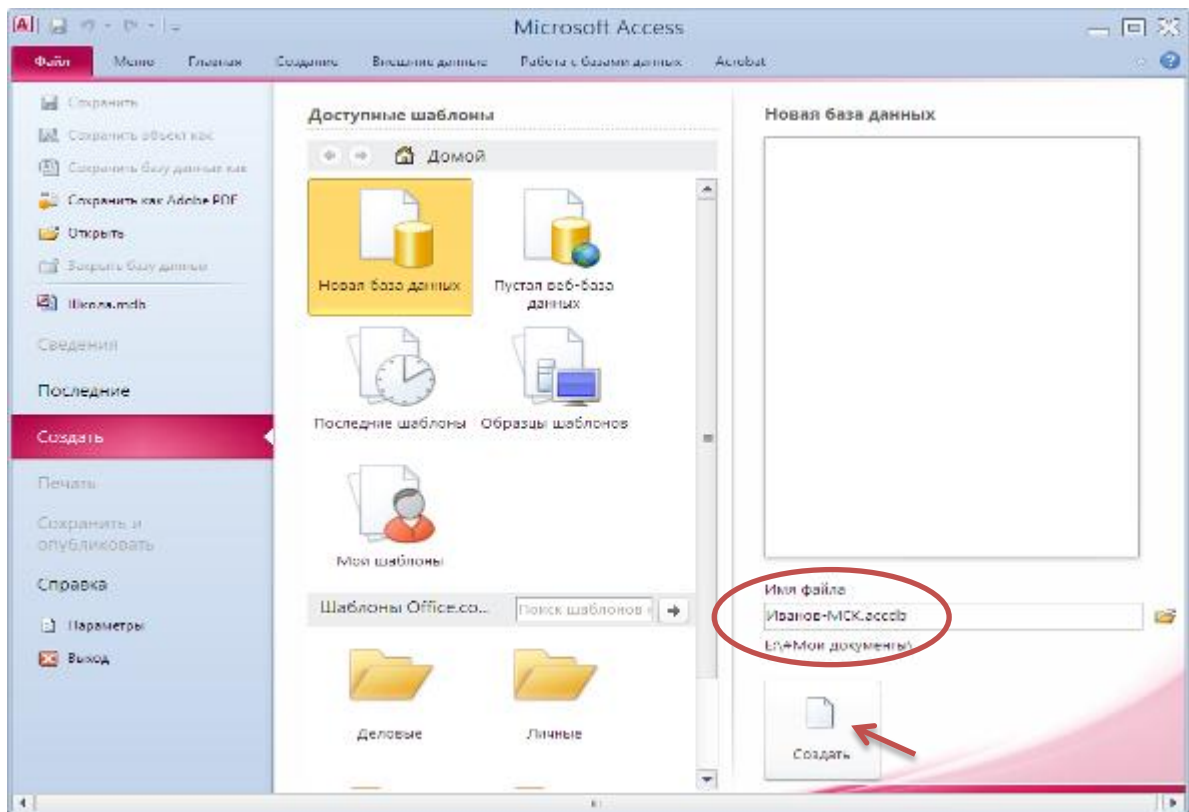 Microsoft Access
Файл Меню Главная Создание Внешние данные Работа с базами данных Acrobat
Сохранить
Сохранить объект как
Сохранить базу данных как
Сохранить как Adobe PDF
Открыть
Закрыть базу данных
Школа.mdb
Сведения
Последние
Создать
Печать
Сохранить и
опубликовать
Справка
Параметры
Выход
Доступные шаблоны
Домой
Новая база данных
Пустая веб-база
данных
Последние шаблоны
Образцы шаблонов
Мои шаблоны
Шаблоны Office.co...
Поиск шаблонов
Деловые
Личные
Новая база данных
Имя файла
Иванов-МСК.accdb
E:\#Мои документы\
Создать